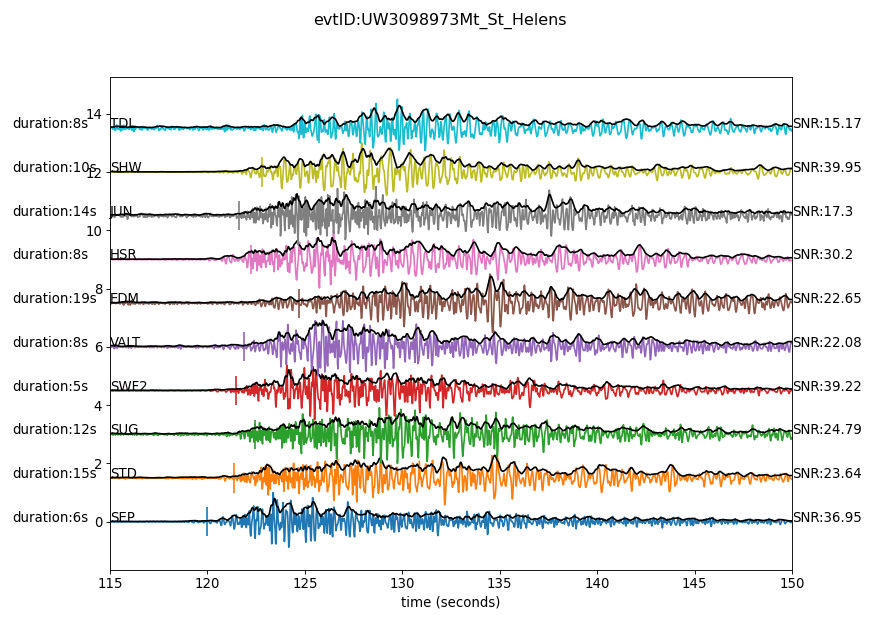 evtID:UW3098973Mt_St_Helens
14
duration:8s TDL SNR:15.17
duration:10s SHW SNR:39.95
12
duration:14s JUN SNR:17.3
10
duration:8s HSR SNR:30.2
8
duration:19s EDM SNR:22.65
duration:8s VALT SNR:22.08
6
duration:5s SWF2 SNR:39.22
4
duration:12s SUG SNR:24.79
2
duration:15s STD SNR:23.64
duration:6s SEP SNR:36.95
0
115 120 125 130 135 140 145 150
time (seconds)